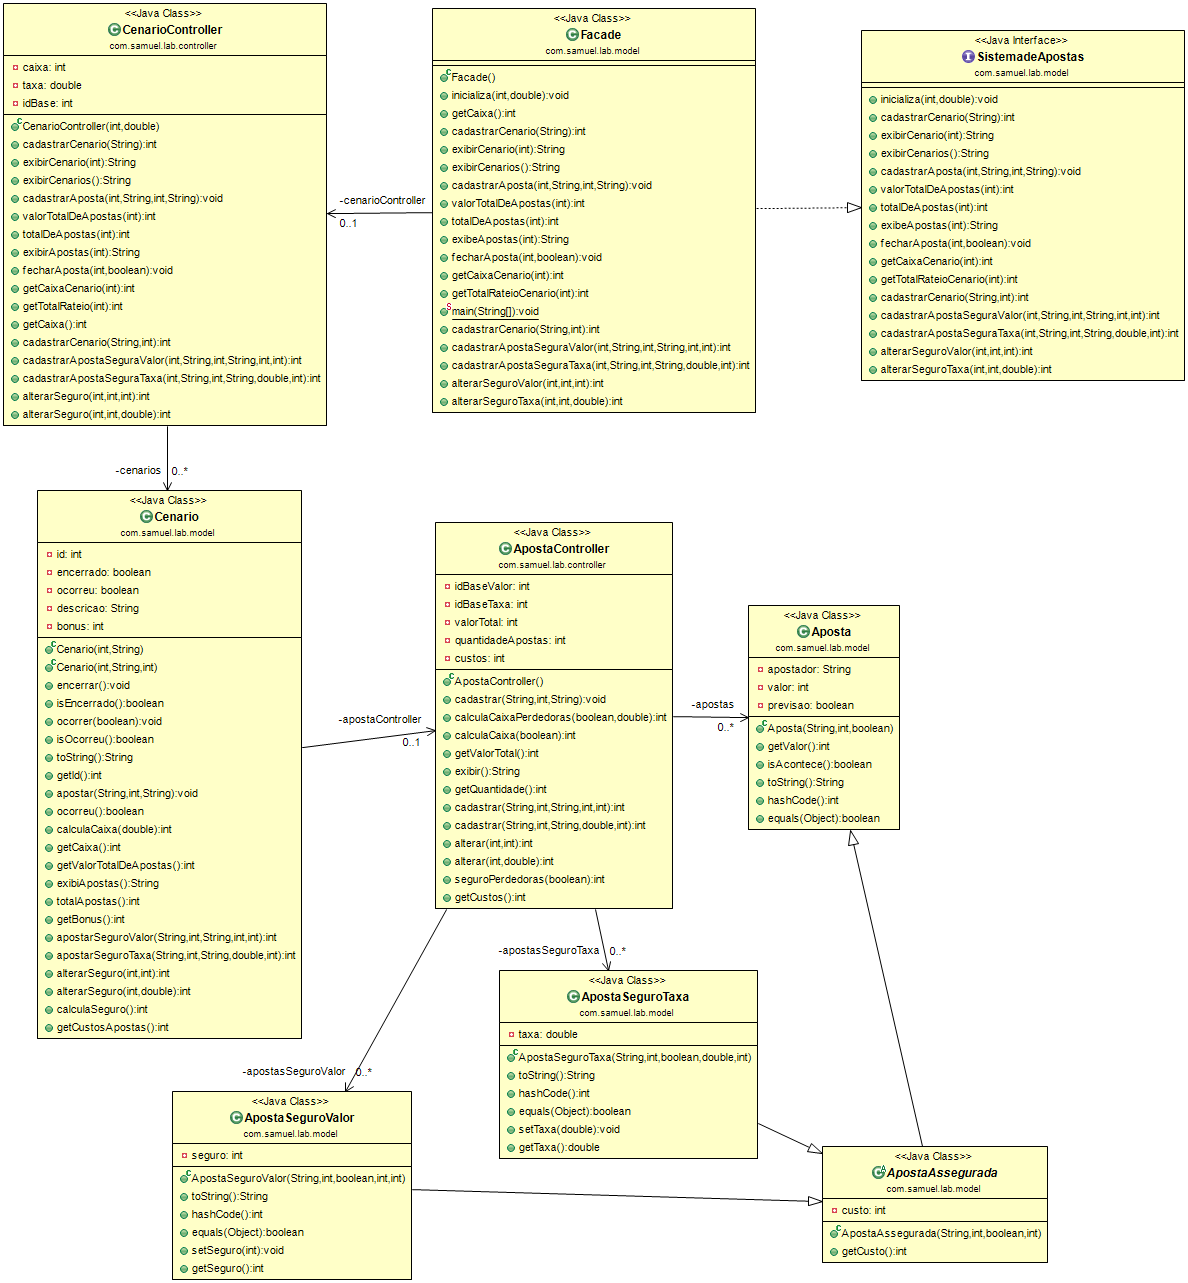 <<Java Class>>
CenarioController
com.samuel.lab.controller
caixa: int
taxa: double
idBase: int
CenarioController(int,double)
cadastrarCenario(String):int
exibirCenario(int):String
exibirCenarios():String
cadastrarAposta(int,String,int,String):void
valorTotalDeApostas(int):int
totalDeApostas(int):int
exibirApostas(int):String
fecharAposta(int,boolean):void
getCaixaCenario(int):int
getTotalRateio(int):int
getCaixa():int
cadastrarCenario(String,int):int
cadastrarApostaSeguraValor(int,String,int,String,int,int):int
cadastrarApostaSeguraTaxa(int,String,int,String,double,int):int
alterarSeguro(int,int,int):int
alterarSeguro(int,int,double):int
-cenarioController
0..1
<<Java Class>>
Facade
com.samuel.lab.model
Facade()
inicializa(int,double):void
getCaixa():int
cadastrarCenario(String):int
exibirCenario(int):String
exibirCenarios():String
cadastrarAposta(int,String,int,String):void
valorTotalDeApostas(int):int
totalDeApostas(int):int
exibeApostas(int):String
fecharAposta(int,boolean):void
getCaixaCenario(int):int
getTotalRateioCenario(int):int
main(String[]):void
cadastrarCenario(String,int):int
cadastrarApostaSeguraValor(int,String,int,String,int,int):int
cadastrarApostaSeguraTaxa(int,String,int,String,double,int):int
alterarSeguroValor(int,int,int):int
alterarSeguroTaxa(int,int,double):int
<<Java Interface>>
SistemadeApostas
com.samuel.lab.model
inicializa(int,double):void
cadastrarCenario(String):int
exibirCenario(int):String
exibirCenarios():String
cadastrarAposta(int,String,int,String):void
valorTotalDeApostas(int):int
totalDeApostas(int):int
exibeApostas(int):String
fecharAposta(int,boolean):void
getCaixaCenario(int):int
getTotalRateioCenario(int):int
cadastrarCenario(String,int):int
cadastrarApostaSeguraValor(int,String,int,String,int,int):int
cadastrarApostaSeguraTaxa(int,String,int,String,double,int):int
alterarSeguroValor(int,int,int):int
alterarSeguroTaxa(int,int,double):int
-cenarios
0..*
<<Java Class>>
Cenario
com.samuel.lab.model
id: int
encerrado: boolean
ocorreu: boolean
descricao: String
bonus: int
Cenario(int,String)
Cenario(int,String,int)
encerrar():void
isEncerrado():boolean
ocorrer(boolean):void
isOcorreu():boolean
toString():String
getId():int
apostar(String,int,String):void
ocorreu():boolean
calculaCaixa(double):int
getCaixa():int
getValorTotalDeApostas():int
exibiApostas():String
totalApostas():int
getBonus():int
apostarSeguroValor(String,int,String,int,int):int
apostarSeguroTaxa(String,int,String,double,int):int
alterarSeguro(int,int):int
alterarSeguro(int,double):int
calculaSeguro():int
getCustosApostas():int
-apostaController
0..1
<<Java Class>>
ApostaController
com.samuel.lab.controller
idBaseValor: int
idBaseTaxa: int
valorTotal: int
quantidadeApostas: int
custos: int
ApostaController()
cadastrar(String,int,String):void
calculaCaixaPerdedoras(boolean,double):int
calculaCaixa(boolean):int
getValorTotal():int
exibir():String
getQuantidade():int
cadastrar(String,int,String,int,int):int
cadastrar(String,int,String,double,int):int
alterar(int,int):int
alterar(int,double):int
seguroPerdedoras(boolean):int
getCustos():int
-apostas
0..*
<<Java Class>>
Aposta
com.samuel.lab.model
apostador: String
valor: int
previsao: boolean
Aposta(String,int,boolean)
getValor():int
isAcontece():boolean
toString():String
hashCode():int
equals(Object):boolean
-apostasSeguroTaxa
0..*
<<Java Class>>
ApostaSeguroTaxa
com.samuel.lab.model
taxa: double
ApostaSeguroTaxa(String,int,boolean,double,int)
toString():String
hashCode():int
equals(Object):boolean
setTaxa(double):void
getTaxa():double
-apostasSeguroValor
0..*
<<Java Class>>
ApostaSeguroValor
com.samuel.lab.model
seguro: int
ApostaSeguroValor(String,int,boolean,int,int)
toString():String
hashCode():int
equals(Object):boolean
setSeguro(int):void
getSeguro():int
<<Java Class>>
ApostaAssegurada
com.samuel.lab.model
custo: int
ApostaAssegurada(String,int,boolean,int)
getCusto():int